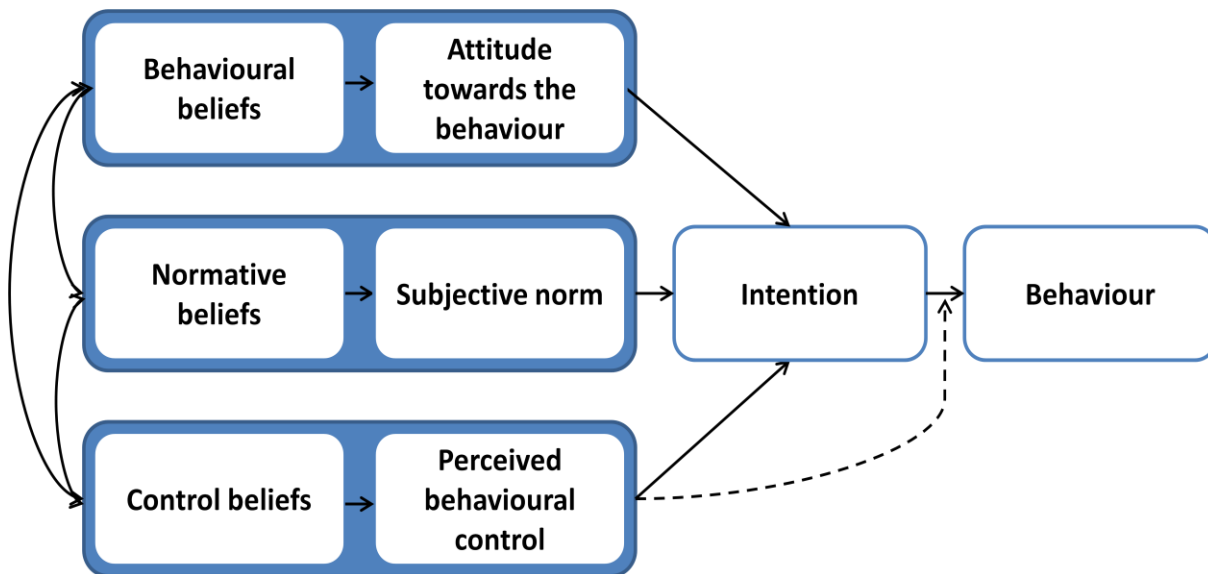 Behavioural
beliefs
Attitude
towards the
behaviour
Normative
beliefs
Subjective norm
Intention
Behaviour
Control beliefs
Perceived
behavioural
control